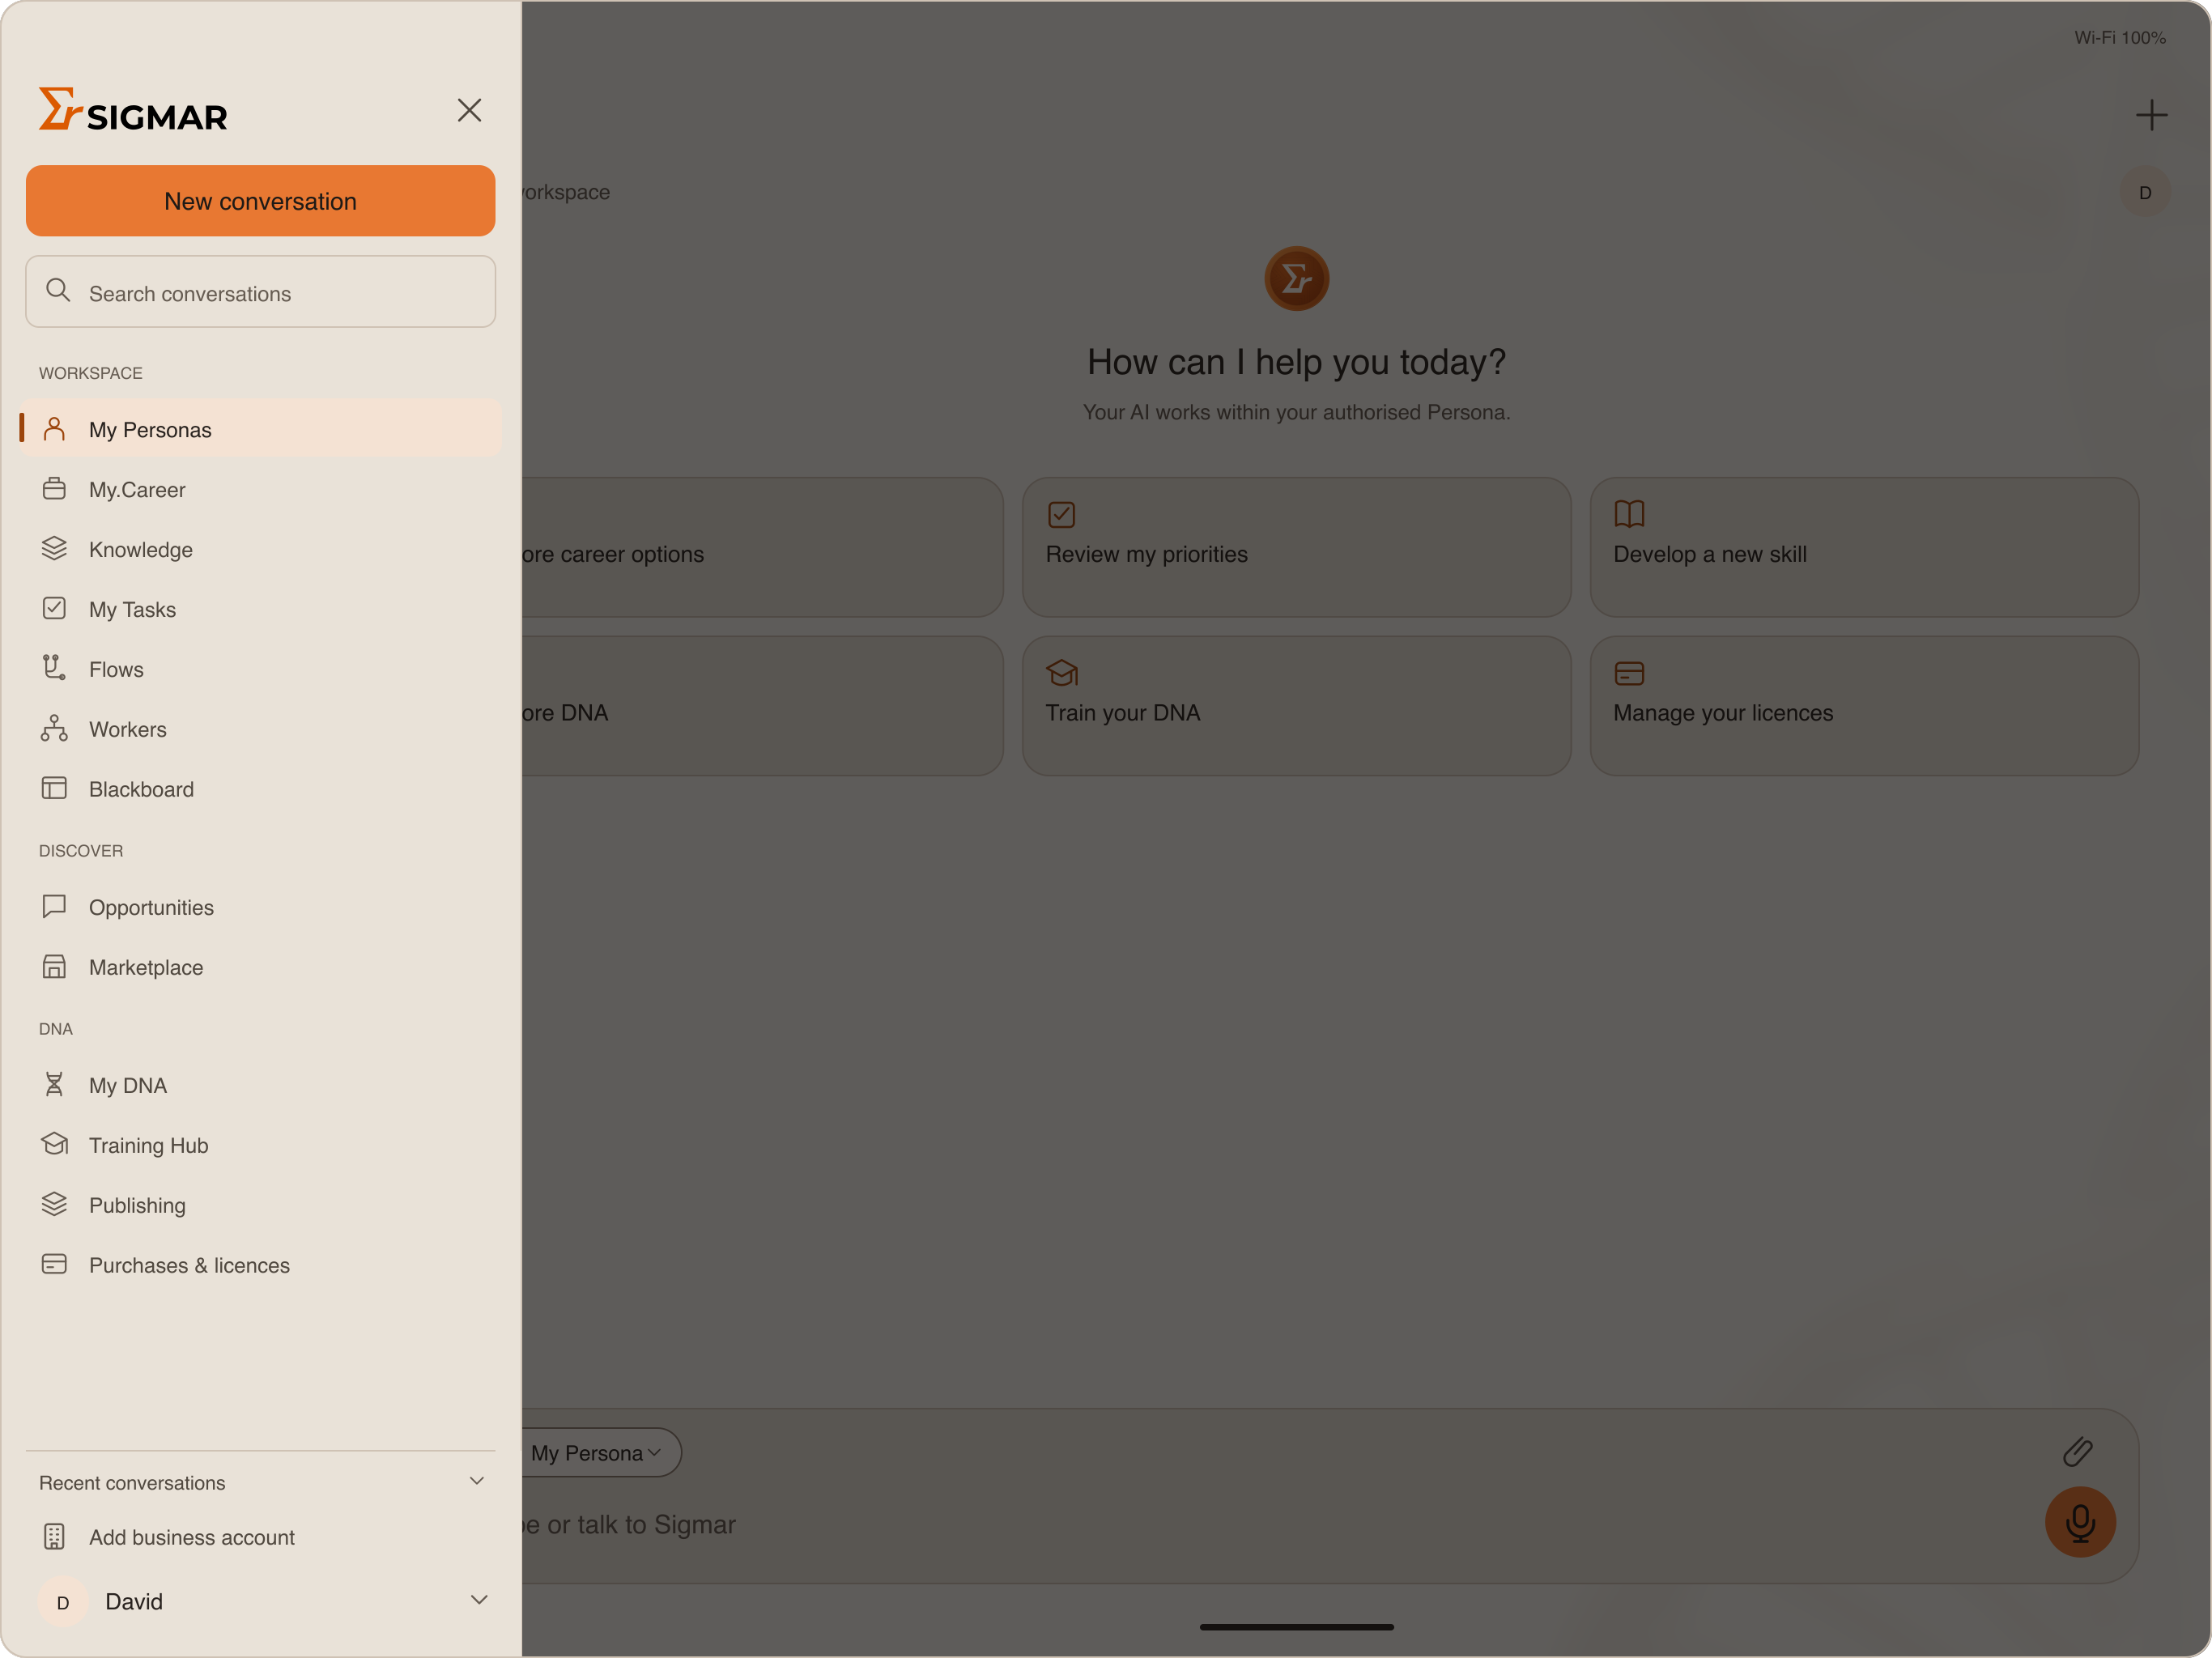 Wi-Fi 100%
Σr SIGMAR
New conversation
Search conversations
WORKSPACE
My Personas
My.Career
Knowledge
My Tasks
Flows
Workers
Blackboard
DISCOVER
Opportunities
Marketplace
DNA
My DNA
Training Hub
Publishing
Purchases & licences
Recent conversations
Add business account
D
David
orkspace
D
Σr
How can I help you today?
Your AI works within your authorised Persona.
ore career options
Review my priorities
Develop a new skill
ore DNA
Train your DNA
Manage your licences
My Persona
e or talk to Sigmar